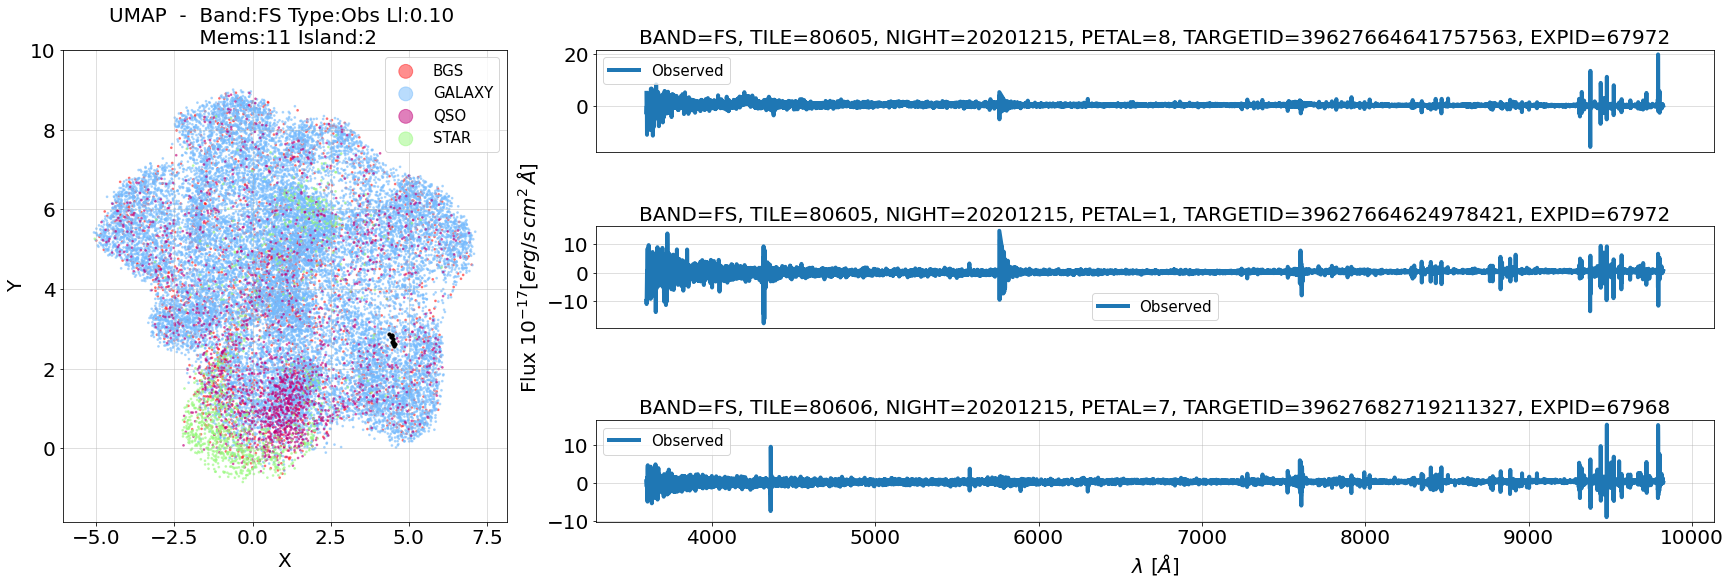 UMAP - Band:FS Type:Obs Ll:0.10
Mems:11 Island:2
10
8
6
4
2
0
Y
−5.0 −2.5 0.0 2.5 5.0 7.5
X
BGS
GALAXY
QSO
STAR
Flux 10^{−17}[erg/s cm^2 Å]
BAND=FS, TILE=80605, NIGHT=20201215, PETAL=8, TARGETID=39627664641757563, EXPID=67972
20
0
Observed
BAND=FS, TILE=80605, NIGHT=20201215, PETAL=1, TARGETID=39627664624978421, EXPID=67972
10
0
−10
Observed
BAND=FS, TILE=80606, NIGHT=20201215, PETAL=7, TARGETID=39627682719211327, EXPID=67968
10
0
−10
Observed
4000 5000 6000 7000 8000 9000 10000
λ [Å]